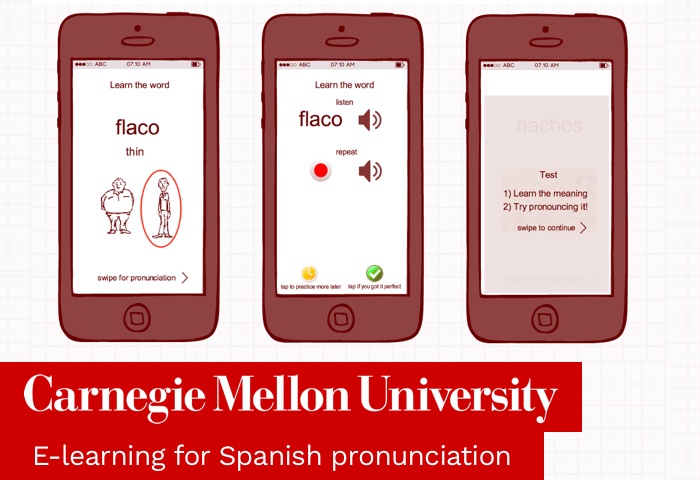 ●●●○○ ABC 07:10 AM
Learn the word
flaco
thin
swipe for pronunciation
●●●○○ ABC 07:10 AM
Learn the word
listen
flaco
repeat
tap to practice more later
tap if you got it perfect
●●●○○ ABC 07:10 AM
nachos
Test
1) Learn the meaning
2) Try pronouncing it!
swipe to continue
swipe for pronunciation
Carnegie Mellon University
E-learning for Spanish pronunciation